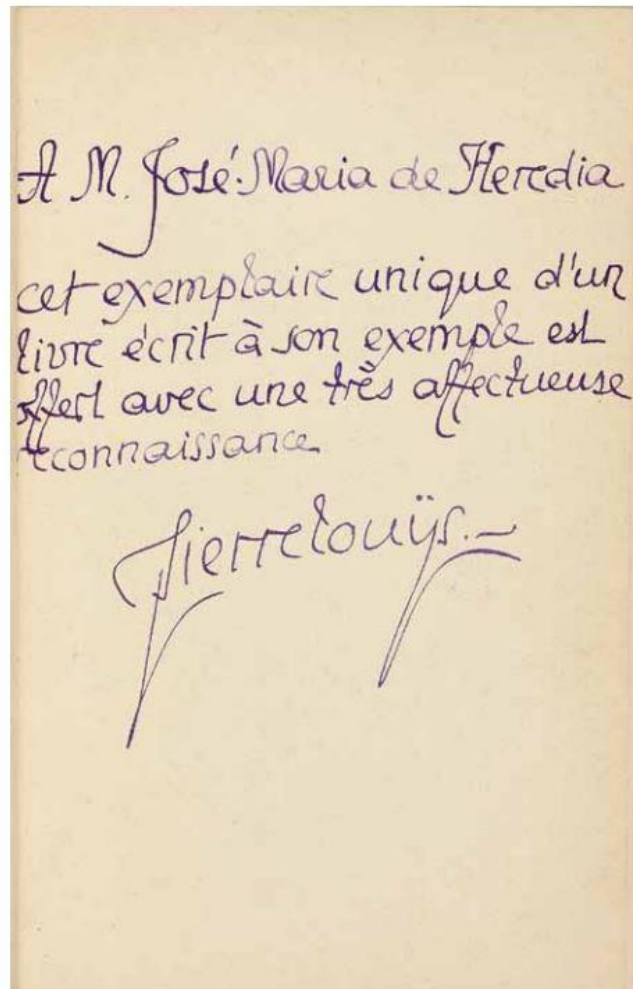 A M. José-Maria de Heredia
cet exemplaire unique d'un
livre écrit à son exemple est
offert avec une très affectueuse
reconnaissance
Pierre Louÿs.—